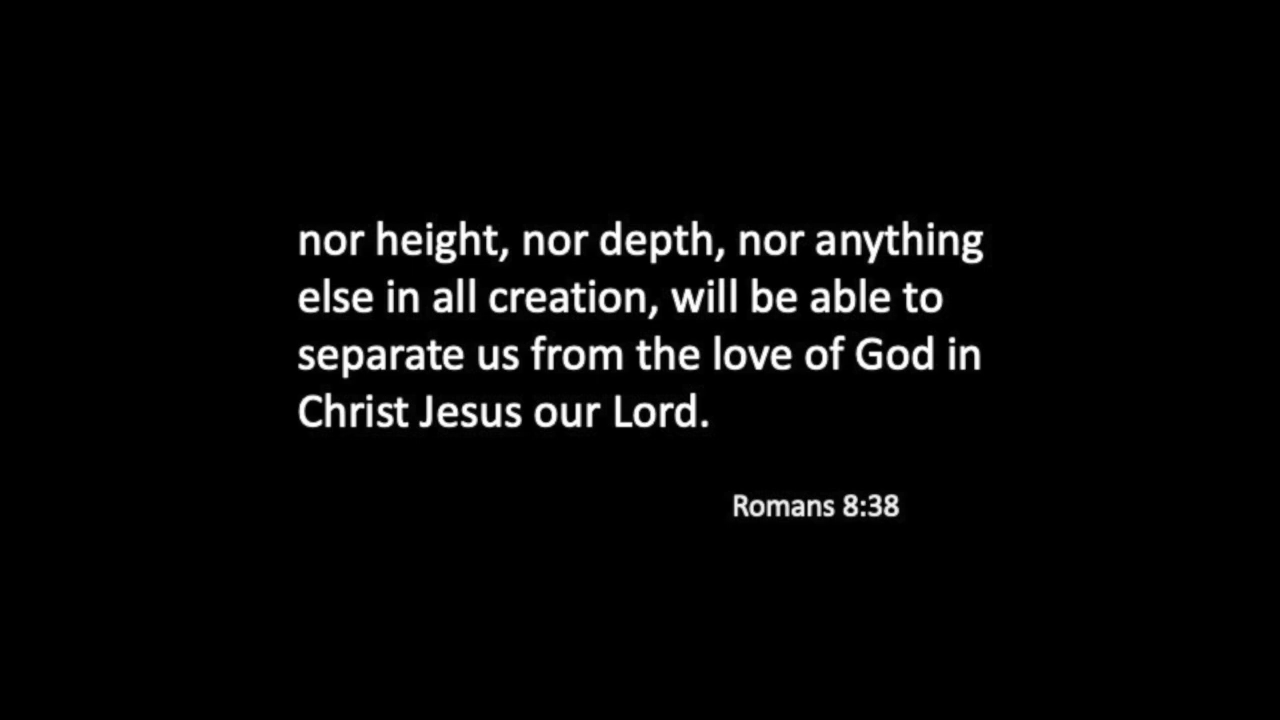 nor height, nor depth, nor anything
else in all creation, will be able to
separate us from the love of God in
Christ Jesus our Lord.
Romans 8:38